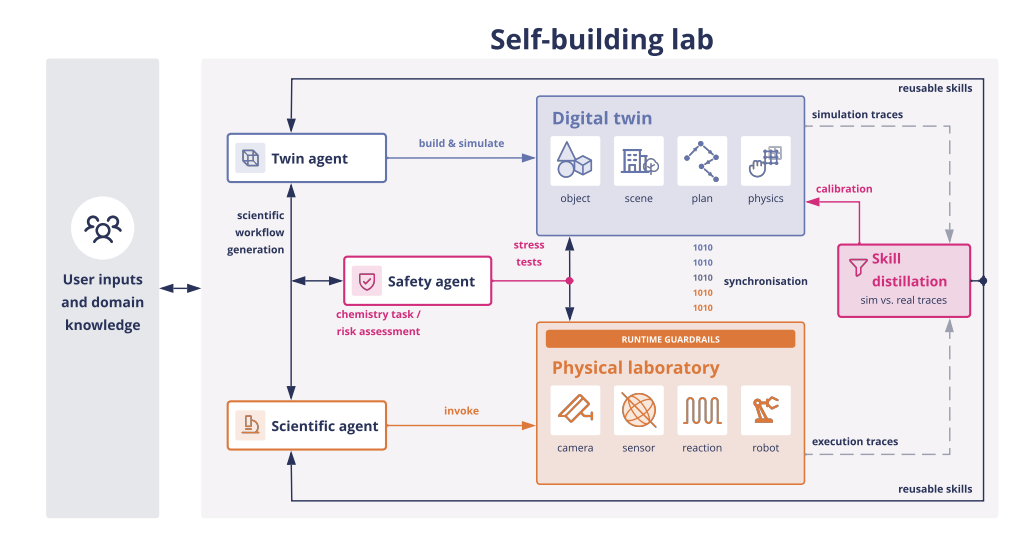 Self-building lab
User inputs
and domain
knowledge
reusable skills
Twin agent
build & simulate
Digital twin
object
scene
plan
physics
simulation traces
calibration
scientific
workflow
generation
Safety agent
chemistry task /
risk assessment
stress
tests
1010
1010
1010
1010
1010
synchronisation
Skill
distillation
sim vs. real traces
Scientific agent
invoke
RUNTIME GUARDRAILS
Physical laboratory
camera
sensor
reaction
robot
execution traces
reusable skills